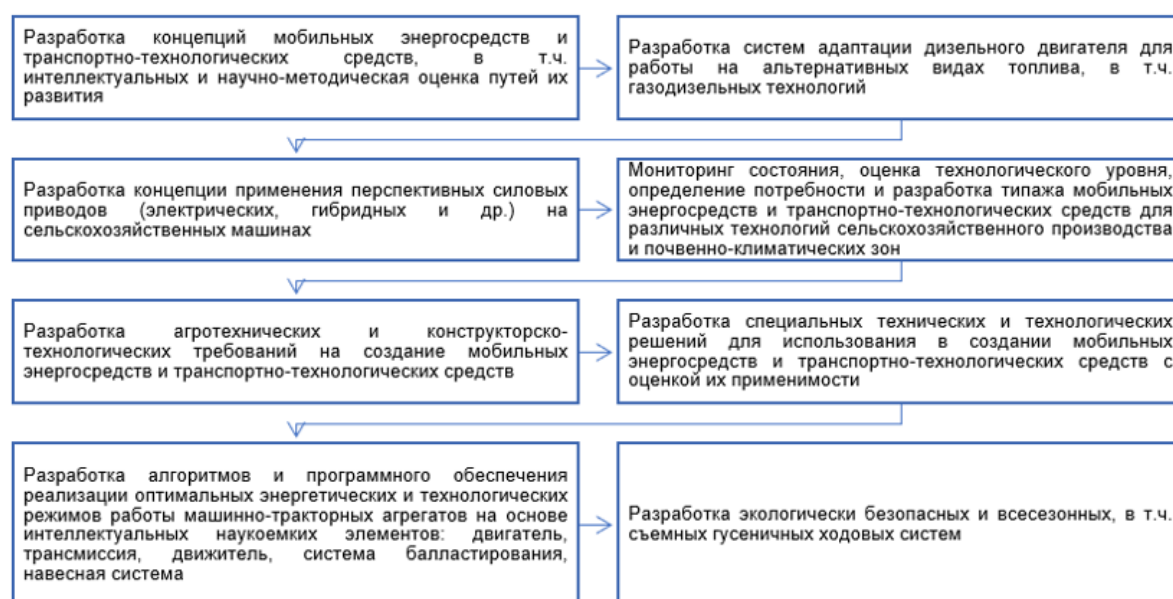 Разработка концепций мобильных энергосредств и
транспортно-технологических средств, в т.ч.
интеллектуальных и научно-методическая оценка путей их
развития
Разработка систем адаптации дизельного двигателя для
работы на альтернативных видах топлива, в т.ч.
газодизельных технологий
Разработка концепции применения перспективных силовых
приводов (электрических, гибридных и др.) на
сельскохозяйственных машинах
Мониторинг состояния, оценка технологического уровня,
определение потребности и разработка типажа мобильных
энергосредств и транспортно-технологических средств для
различных технологий сельскохозяйственного производства
и почвенно-климатических зон
Разработка агротехнических и конструкторско-
технологических требований на создание мобильных
энергосредств и транспортно-технологических средств
Разработка специальных технических и технологических
решений для использования в создании мобильных
энергосредств и транспортно-технологических средств с
оценкой их применимости
Разработка алгоритмов и программного обеспечения
реализации оптимальных энергетических и технологических
режимов работы машинно-тракторных агрегатов на основе
интеллектуальных наукоемких элементов: двигатель,
трансмиссия, движитель, система балластирования,
навесная система
Разработка экологически безопасных и всесезонных, в т.ч.
съемных гусеничных ходовых систем